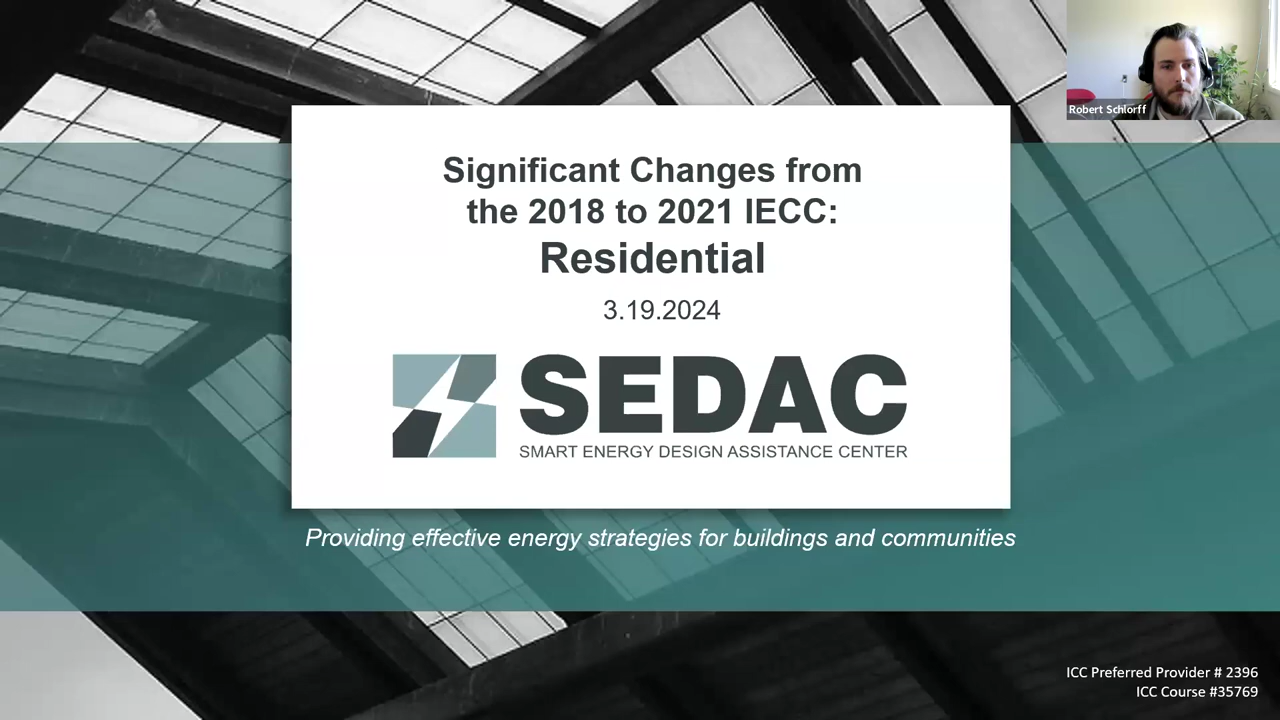 Robert Schlorff
Significant Changes from
the 2018 to 2021 IECC:
Residential
3.19.2024
SEDAC
SMART ENERGY DESIGN ASSISTANCE CENTER
Providing effective energy strategies for buildings and communities
ICC Preferred Provider # 2396
ICC Course #35769